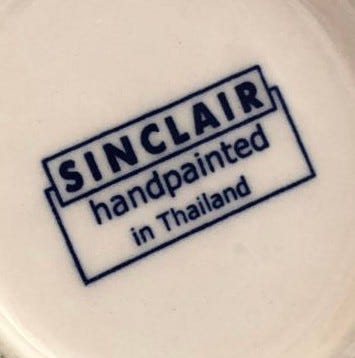 SINCLAIR
handpainted
in Thailand